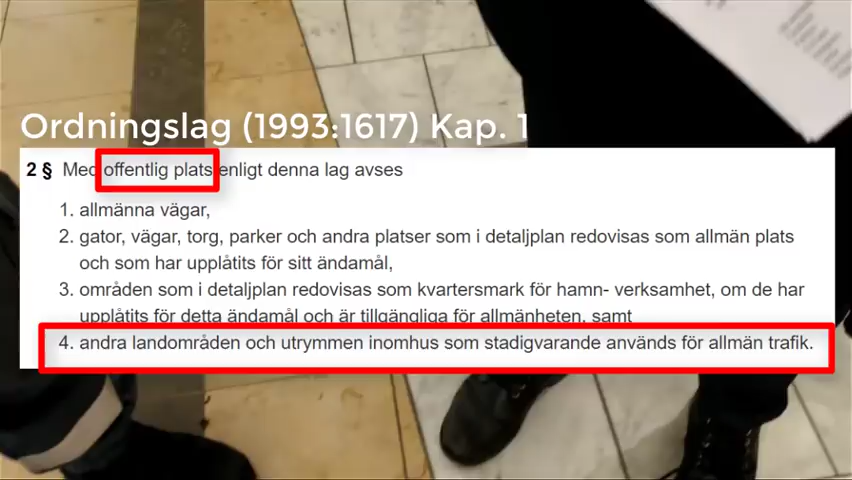 Ordningslag (1993:1617) Kap. 1
2 § Med offentlig plats enligt denna lag avses
1. allmänna vägar,
2. gator, vägar, torg, parker och andra platser som i detaljplan redovisas som allmän plats
och som har upplåtits för sitt ändamål,
3. områden som i detaljplan redovisas som kvartersmark för hamn- verksamhet, om de har
upplåtits för detta ändamål och är tillgängliga för allmänheten, samt
4. andra landområden och utrymmen inomhus som stadigvarande används för allmän trafik.